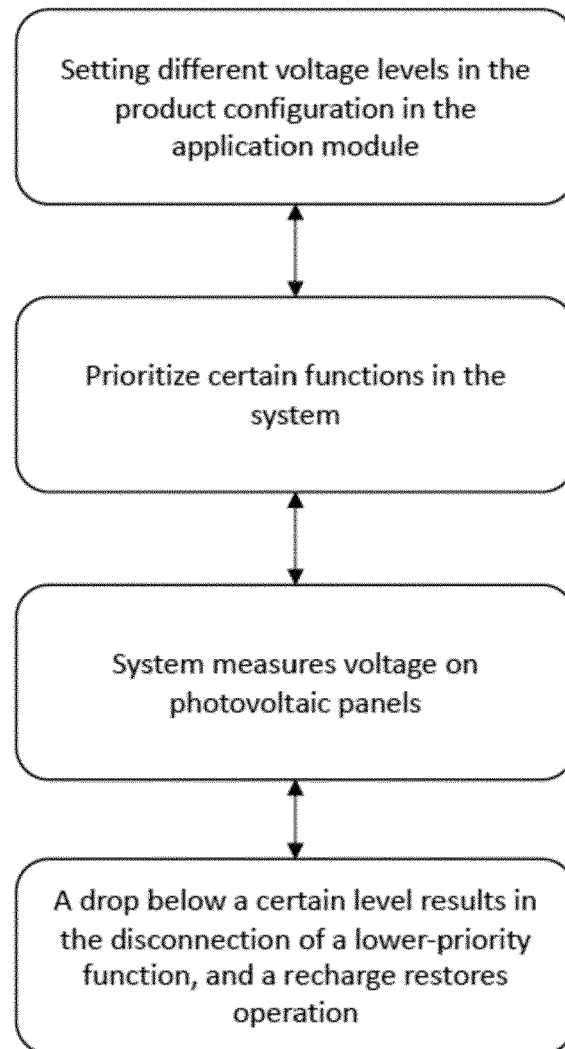 Setting different voltage levels in the
product configuration in the
application module
Prioritize certain functions in the
system
System measures voltage on
photovoltaic panels
A drop below a certain level results in
the disconnection of a lower-priority
function, and a recharge restores
operation